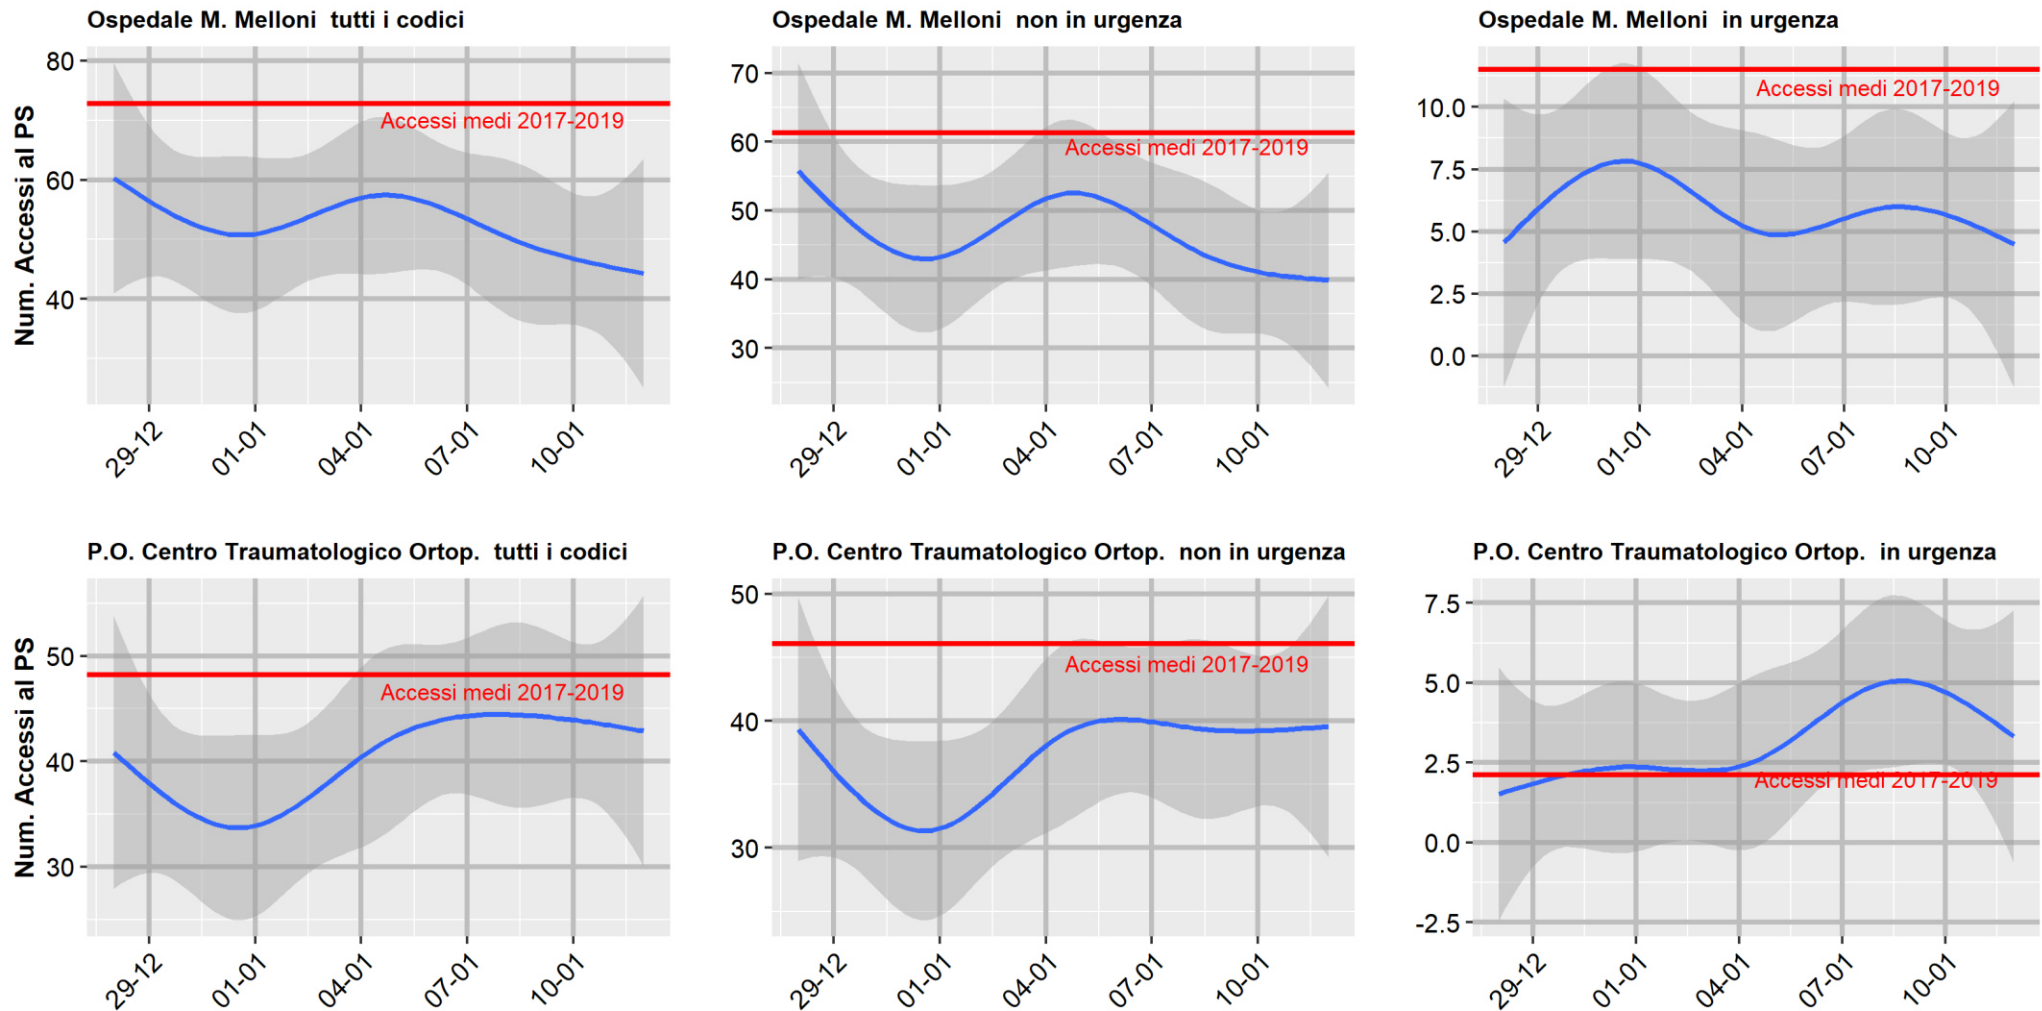 Ospedale M. Melloni  tutti i codici
Num. Accessi al PS
80
60
40
Accessi medi 2017-2019
29-12 01-01 04-01 07-01 10-01
Ospedale M. Melloni  non in urgenza
70
60
50
40
30
Accessi medi 2017-2019
29-12 01-01 04-01 07-01 10-01
Ospedale M. Melloni  in urgenza
10.0
7.5
5.0
2.5
0.0
Accessi medi 2017-2019
29-12 01-01 04-01 07-01 10-01
P.O. Centro Traumatologico Ortop.  tutti i codici
Num. Accessi al PS
50
40
30
Accessi medi 2017-2019
29-12 01-01 04-01 07-01 10-01
P.O. Centro Traumatologico Ortop.  non in urgenza
50
40
30
Accessi medi 2017-2019
29-12 01-01 04-01 07-01 10-01
P.O. Centro Traumatologico Ortop.  in urgenza
7.5
5.0
2.5
0.0
-2.5
Accessi medi 2017-2019
29-12 01-01 04-01 07-01 10-01